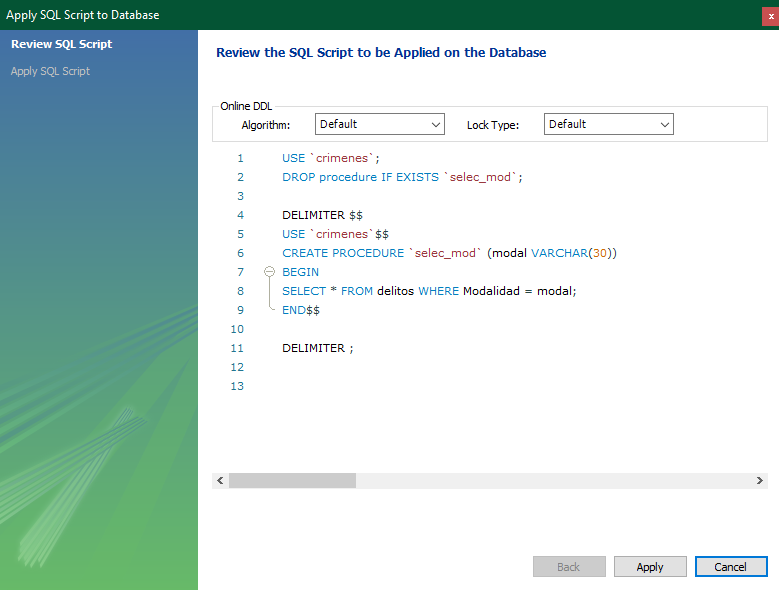 Apply SQL Script to Database
x
Review SQL Script
Apply SQL Script
Review the SQL Script to be Applied on the Database
Online DDL
Algorithm: Default Lock Type: Default
1 USE `crimenes`;
2 DROP procedure IF EXISTS `selec_mod`;
3
4 DELIMITER $$
5 USE `crimenes`$$
6 CREATE PROCEDURE `selec_mod` (modal VARCHAR(30))
7 BEGIN
8 SELECT * FROM delitos WHERE Modalidad = modal;
9 END$$
10
11 DELIMITER ;
12
13
Back Apply Cancel